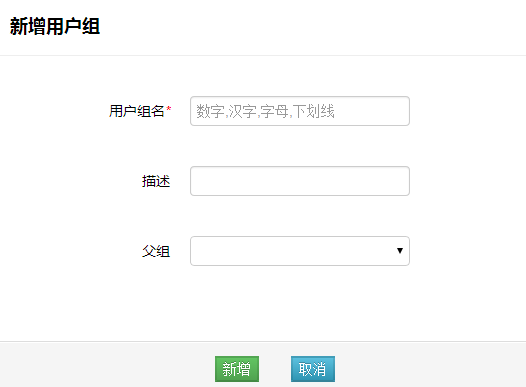 新增用户组
用户组名* 数字,汉字,字母,下划线
描述
父组
新增 取消